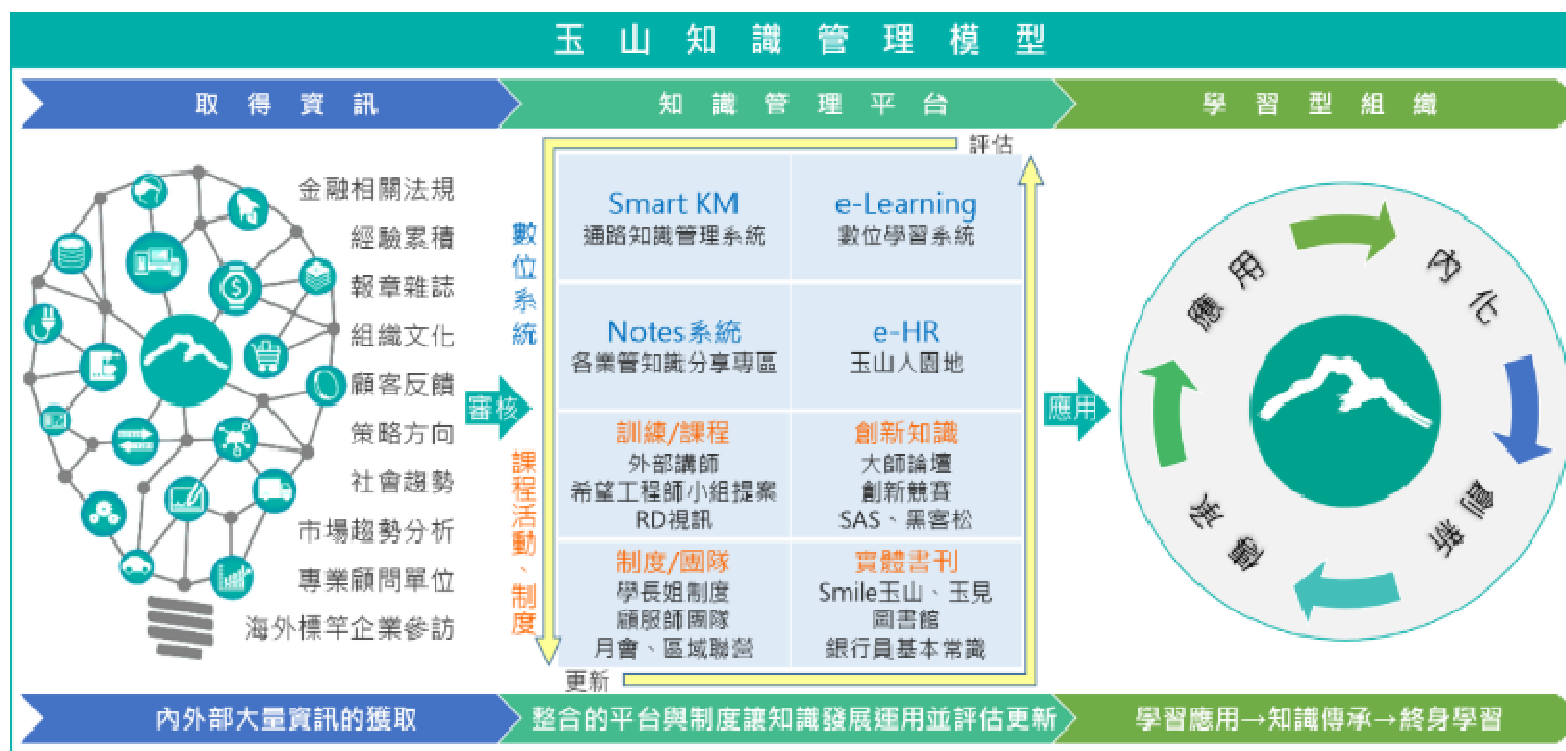 玉山知識管理模型
取得資訊
知識管理平台
學習型組織
金融相關法規
經驗累積
報章雜誌
組織文化
顧客反饋
策略方向
社會趨勢
市場趨勢分析
專業顧問單位
海外標竿企業參訪
審核
評估
數位系統
課程活動、制度
Smart KM
通路知識管理系統
e-Learning
數位學習系統
Notes系統
各業管知識分享專區
e-HR
玉山人園地
訓練/課程
外部講師
希望工程師小組提案
RD視訊
創新知識
大師論壇
創新競賽
SAS、黑客松
制度/團隊
學長姐制度
顧服師團隊
月會、區域聯營
實體書刊
Smile玉山、玉見
圖書館
銀行員基本常識
更新
應用
應用
內化
創新
內外部大量資訊的獲取
整合的平台與制度讓知識發展運用並評估更新
學習應用→知識傳承→終身學習